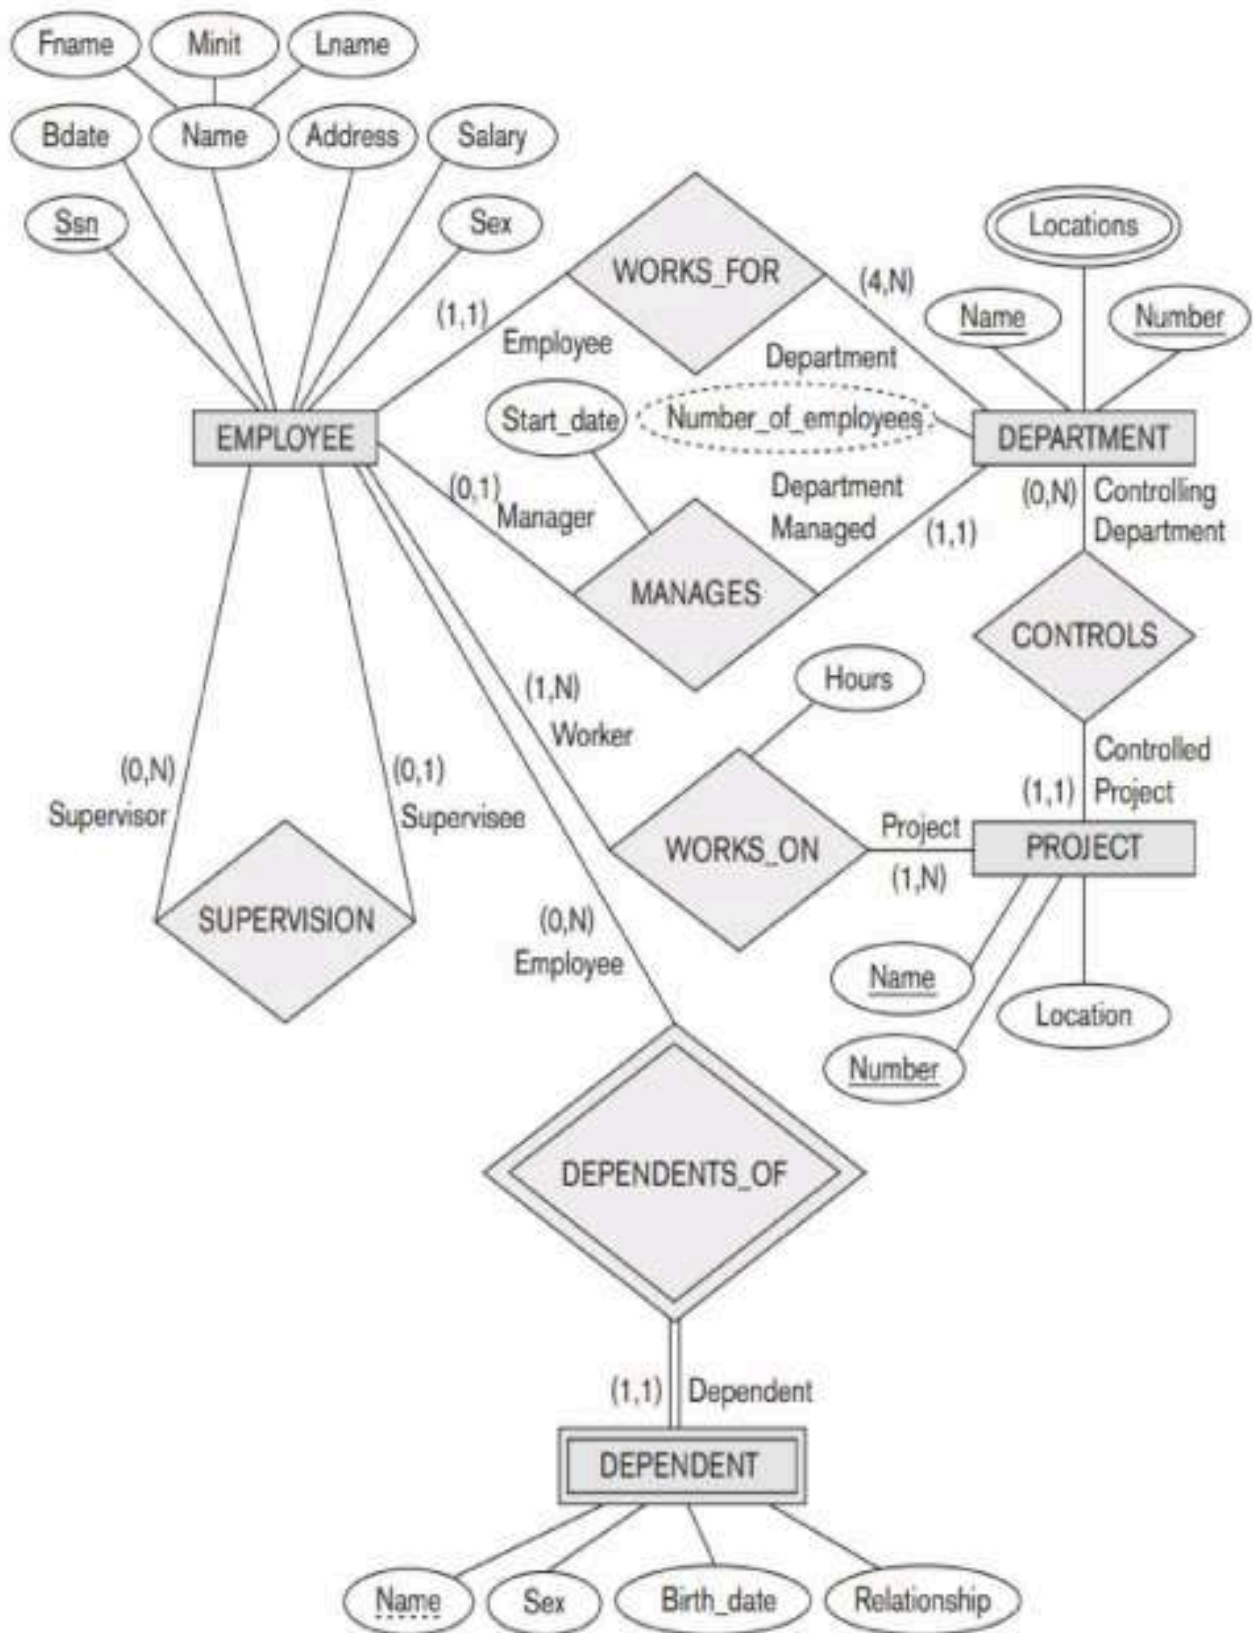 Fname
Minit
Lname
Bdate
Name
Address
Salary
Ssn
Sex
WORKS_FOR
(4,N)
Locations
Name
Number
(1,1)
Employee
Department
Start_date
Number_of_employees
EMPLOYEE
DEPARTMENT
(0,1)
Manager
Department
Managed
(1,1)
(0,N)
Controlling
Department
MANAGES
CONTROLS
Hours
(1,N)
Worker
(0,N)
Supervisor
(0,1)
Supervisee
Controlled
(1,1) Project
WORKS_ON
Project
(1,N)
PROJECT
SUPERVISION
(0,N)
Employee
Name
Location
Number
DEPENDENTS_OF
(1,1)
Dependent
DEPENDENT
Name
Sex
Birth_date
Relationship